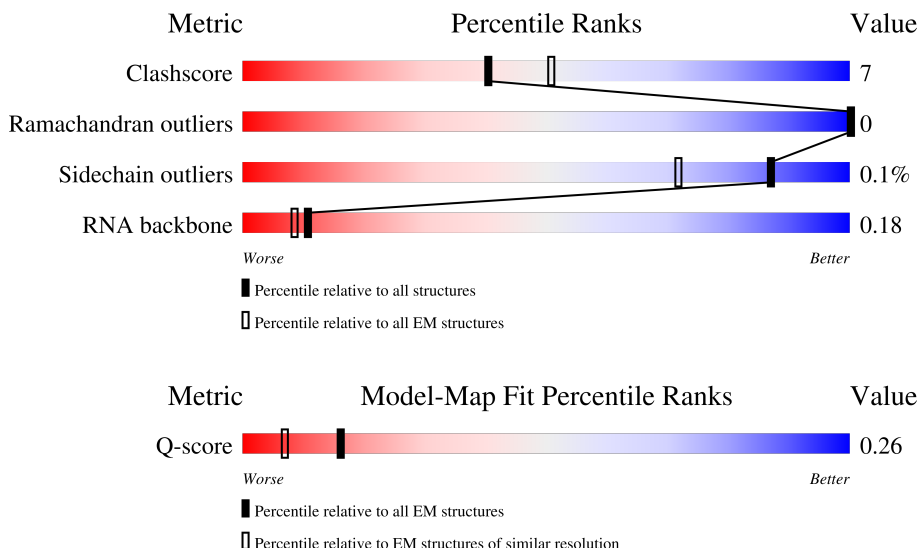 Metric Percentile Ranks Value
Clashscore 7
Ramachandran outliers 0
Sidechain outliers 0.1%
RNA backbone 0.18
Worse Better
Percentile relative to all structures
Percentile relative to all EM structures
Metric Model-Map Fit Percentile Ranks Value
Q-score 0.26
Worse Better
Percentile relative to all EM structures
Percentile relative to EM structures of similar resolution